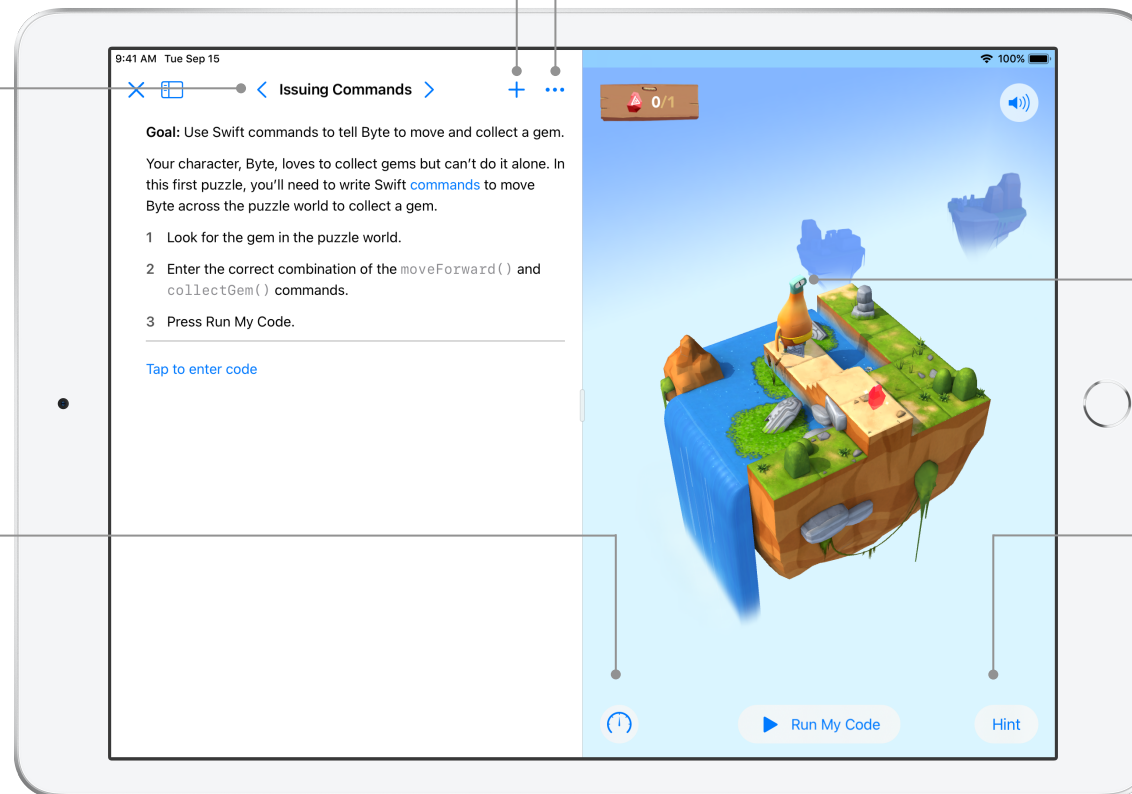 9:41 AM Tue Sep 15
100%
Issuing Commands
0/1
Goal: Use Swift commands to tell Byte to move and collect a gem.
Your character, Byte, loves to collect gems but can’t do it alone. In
this first puzzle, you’ll need to write Swift commands to move
Byte across the puzzle world to collect a gem.
1 Look for the gem in the puzzle world.
2 Enter the correct combination of the moveForward() and
collectGem() commands.
3 Press Run My Code.
Tap to enter code
Run My Code
Hint